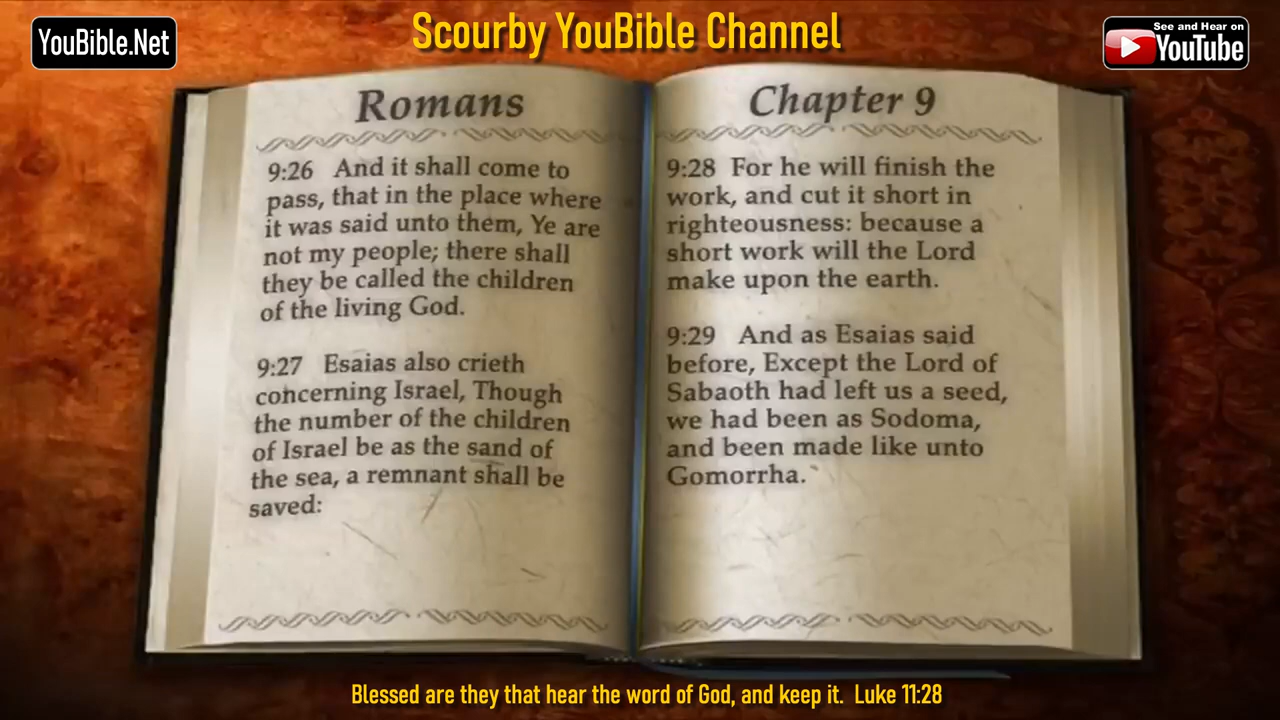 YouBible.Net
Scourby YouBible Channel
See and Hear on
YouTube
Romans
9:26 And it shall come to
pass, that in the place where
it was said unto them, Ye are
not my people; there shall
they be called the children
of the living God.
9:27 Esaias also crieth
concerning Israel, Though
the number of the children
of Israel be as the sand of
the sea, a remnant shall be
saved:
Chapter 9
9:28 For he will finish the
work, and cut it short in
righteousness: because a
short work will the Lord
make upon the earth.
9:29 And as Esaias said
before, Except the Lord of
Sabaoth had left us a seed,
we had been as Sodoma,
and been made like unto
Gomorrha.
Blessed are they that hear the word of God, and keep it. Luke 11:28